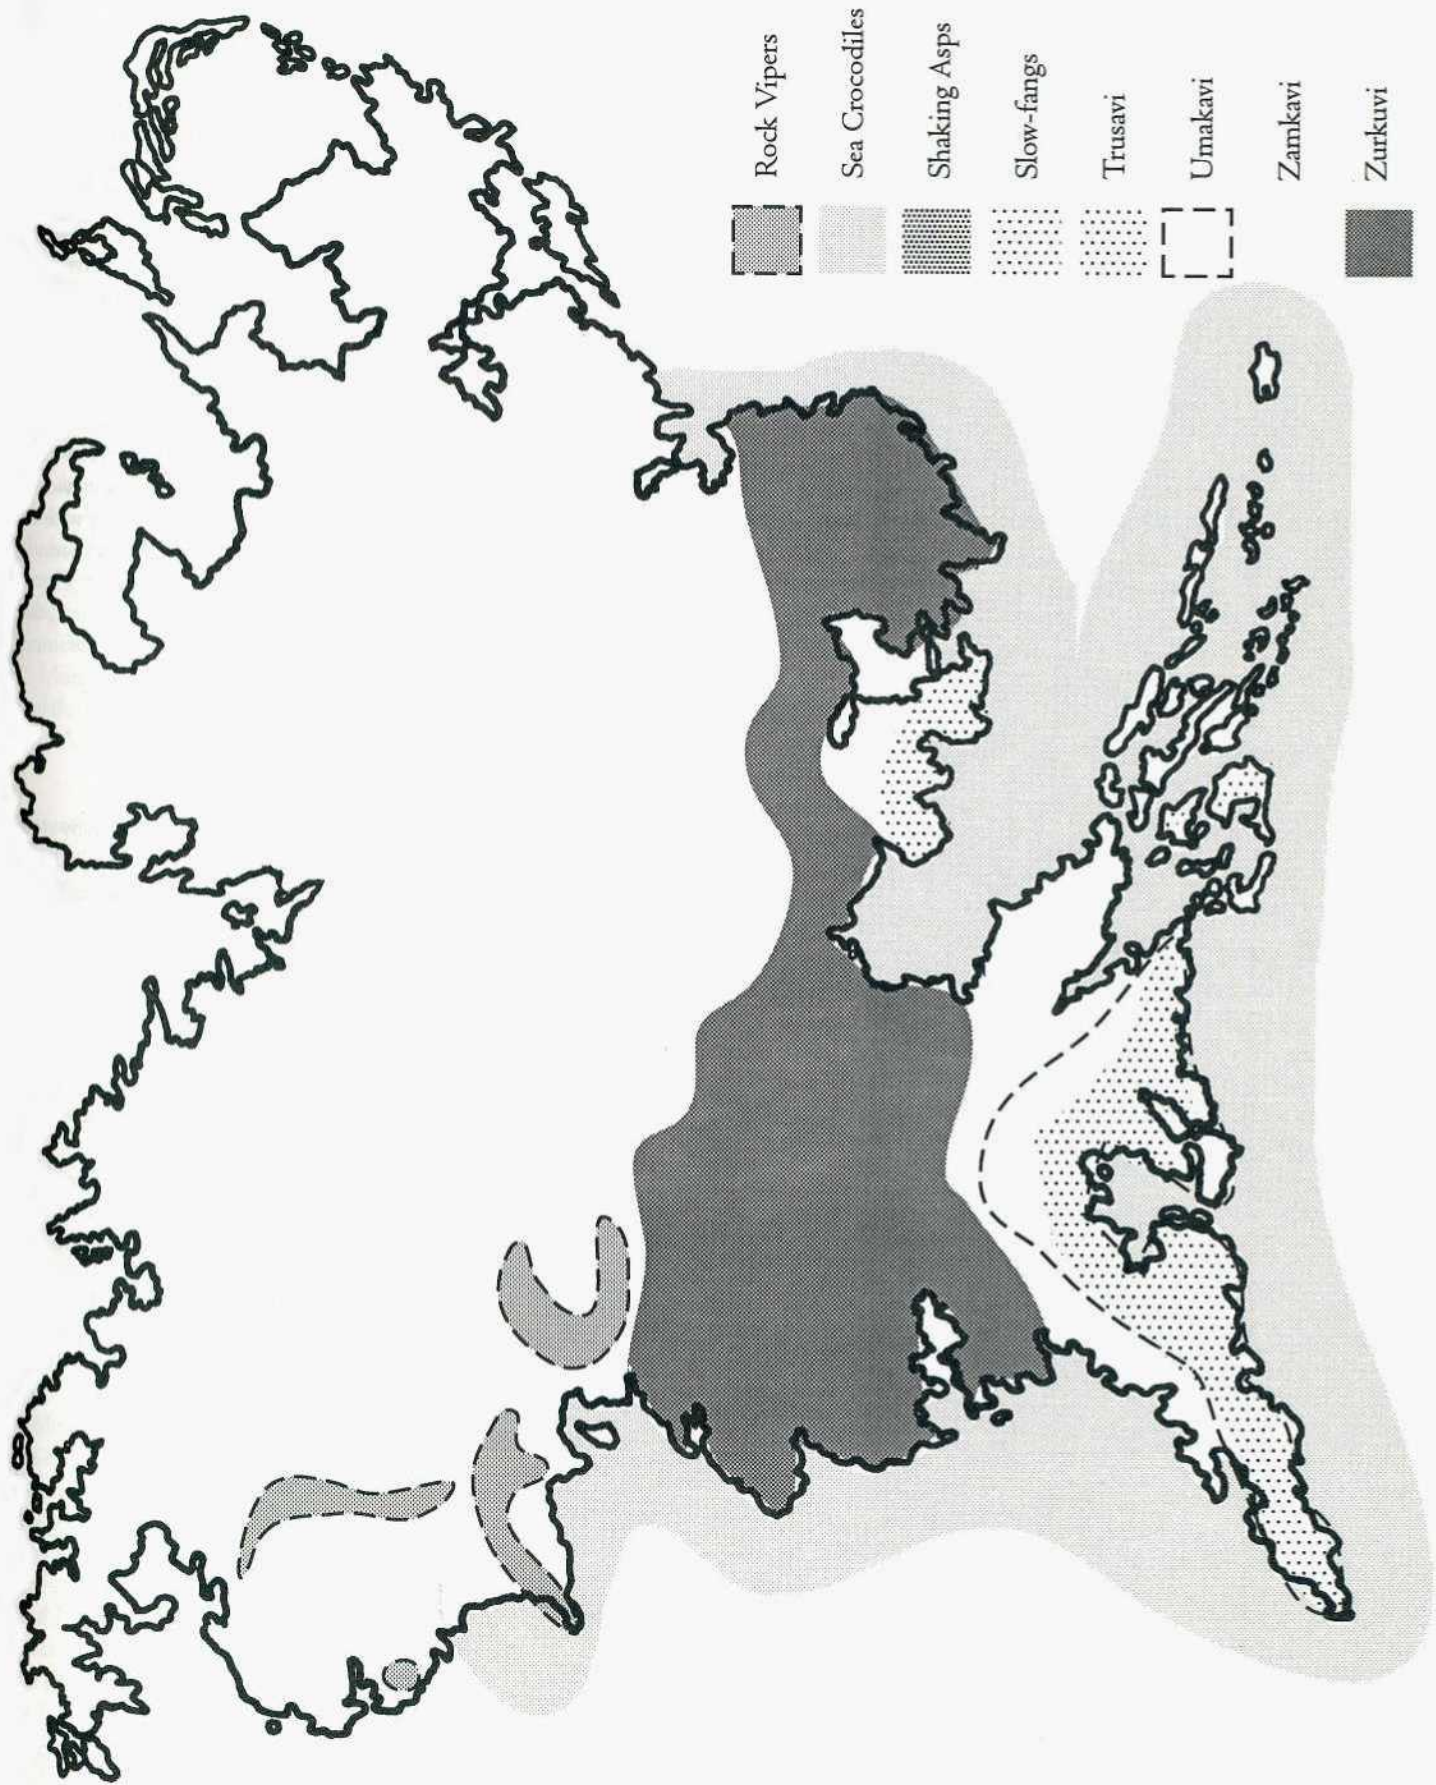 Rock Vipers
Sea Crocodiles
Shaking Asps
Slow-fangs
Trusavi
Umakavi
Zamkavi
Zurkuvi